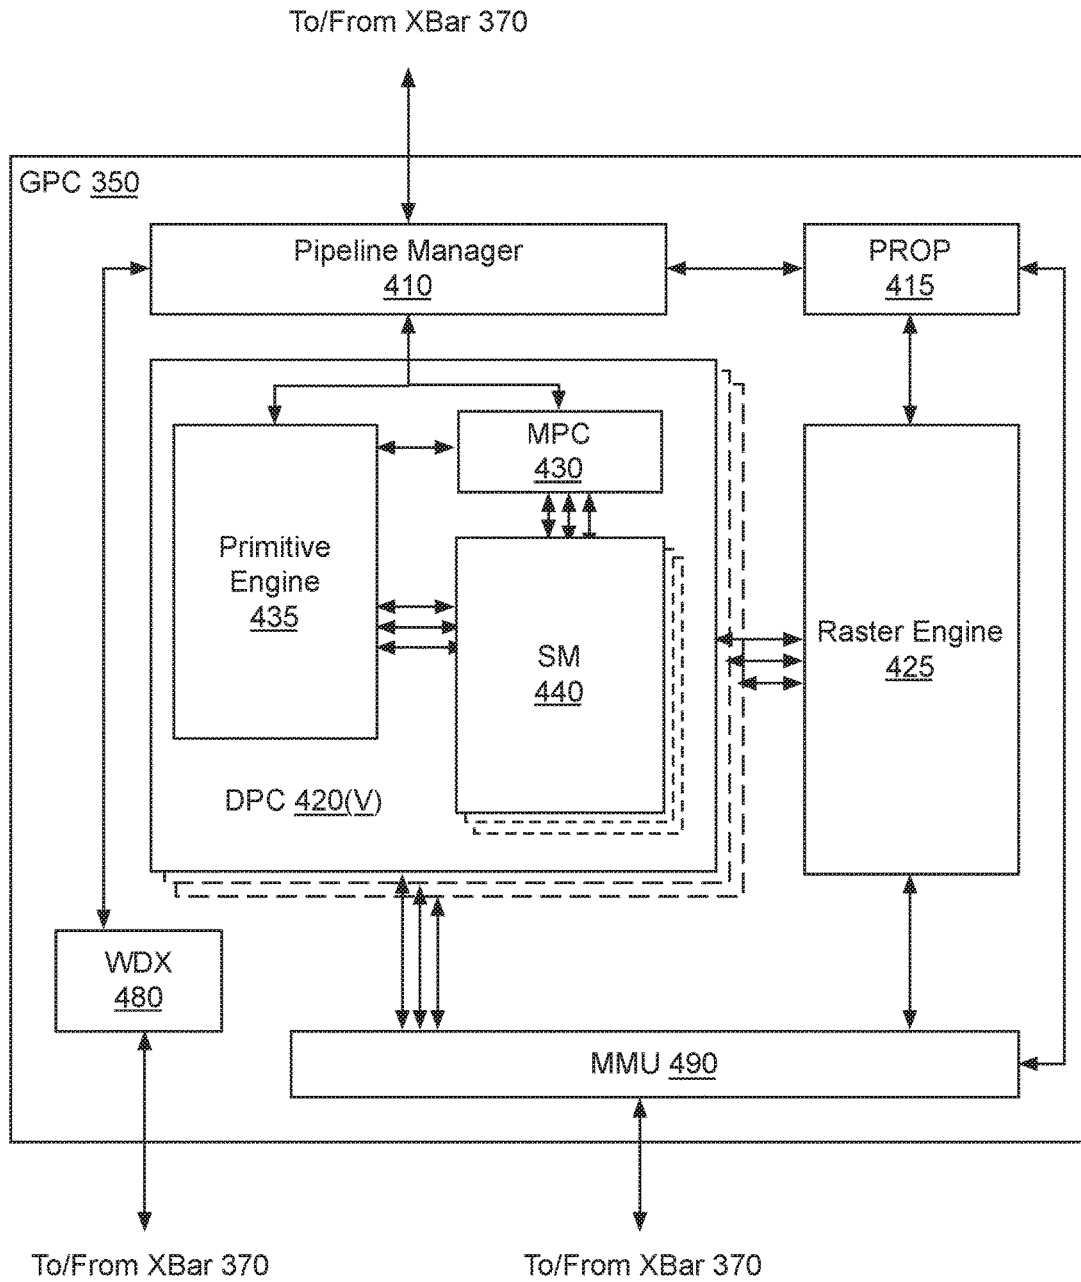 To/From XBar 370
GPC 350
Pipeline Manager
410
PROP
415
MPC
430
Primitive
Engine
435
SM
440
Raster Engine
425
DPC 420(V)
WDX
480
MMU 490
To/From XBar 370
To/From XBar 370